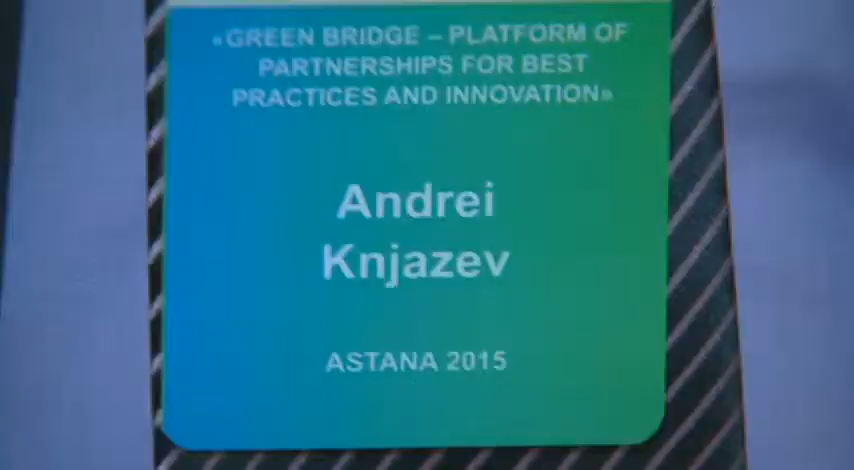 «GREEN BRIDGE – PLATFORM OF
PARTNERSHIPS FOR BEST
PRACTICES AND INNOVATION»
Andrei
Knjazev
ASTANA 2015